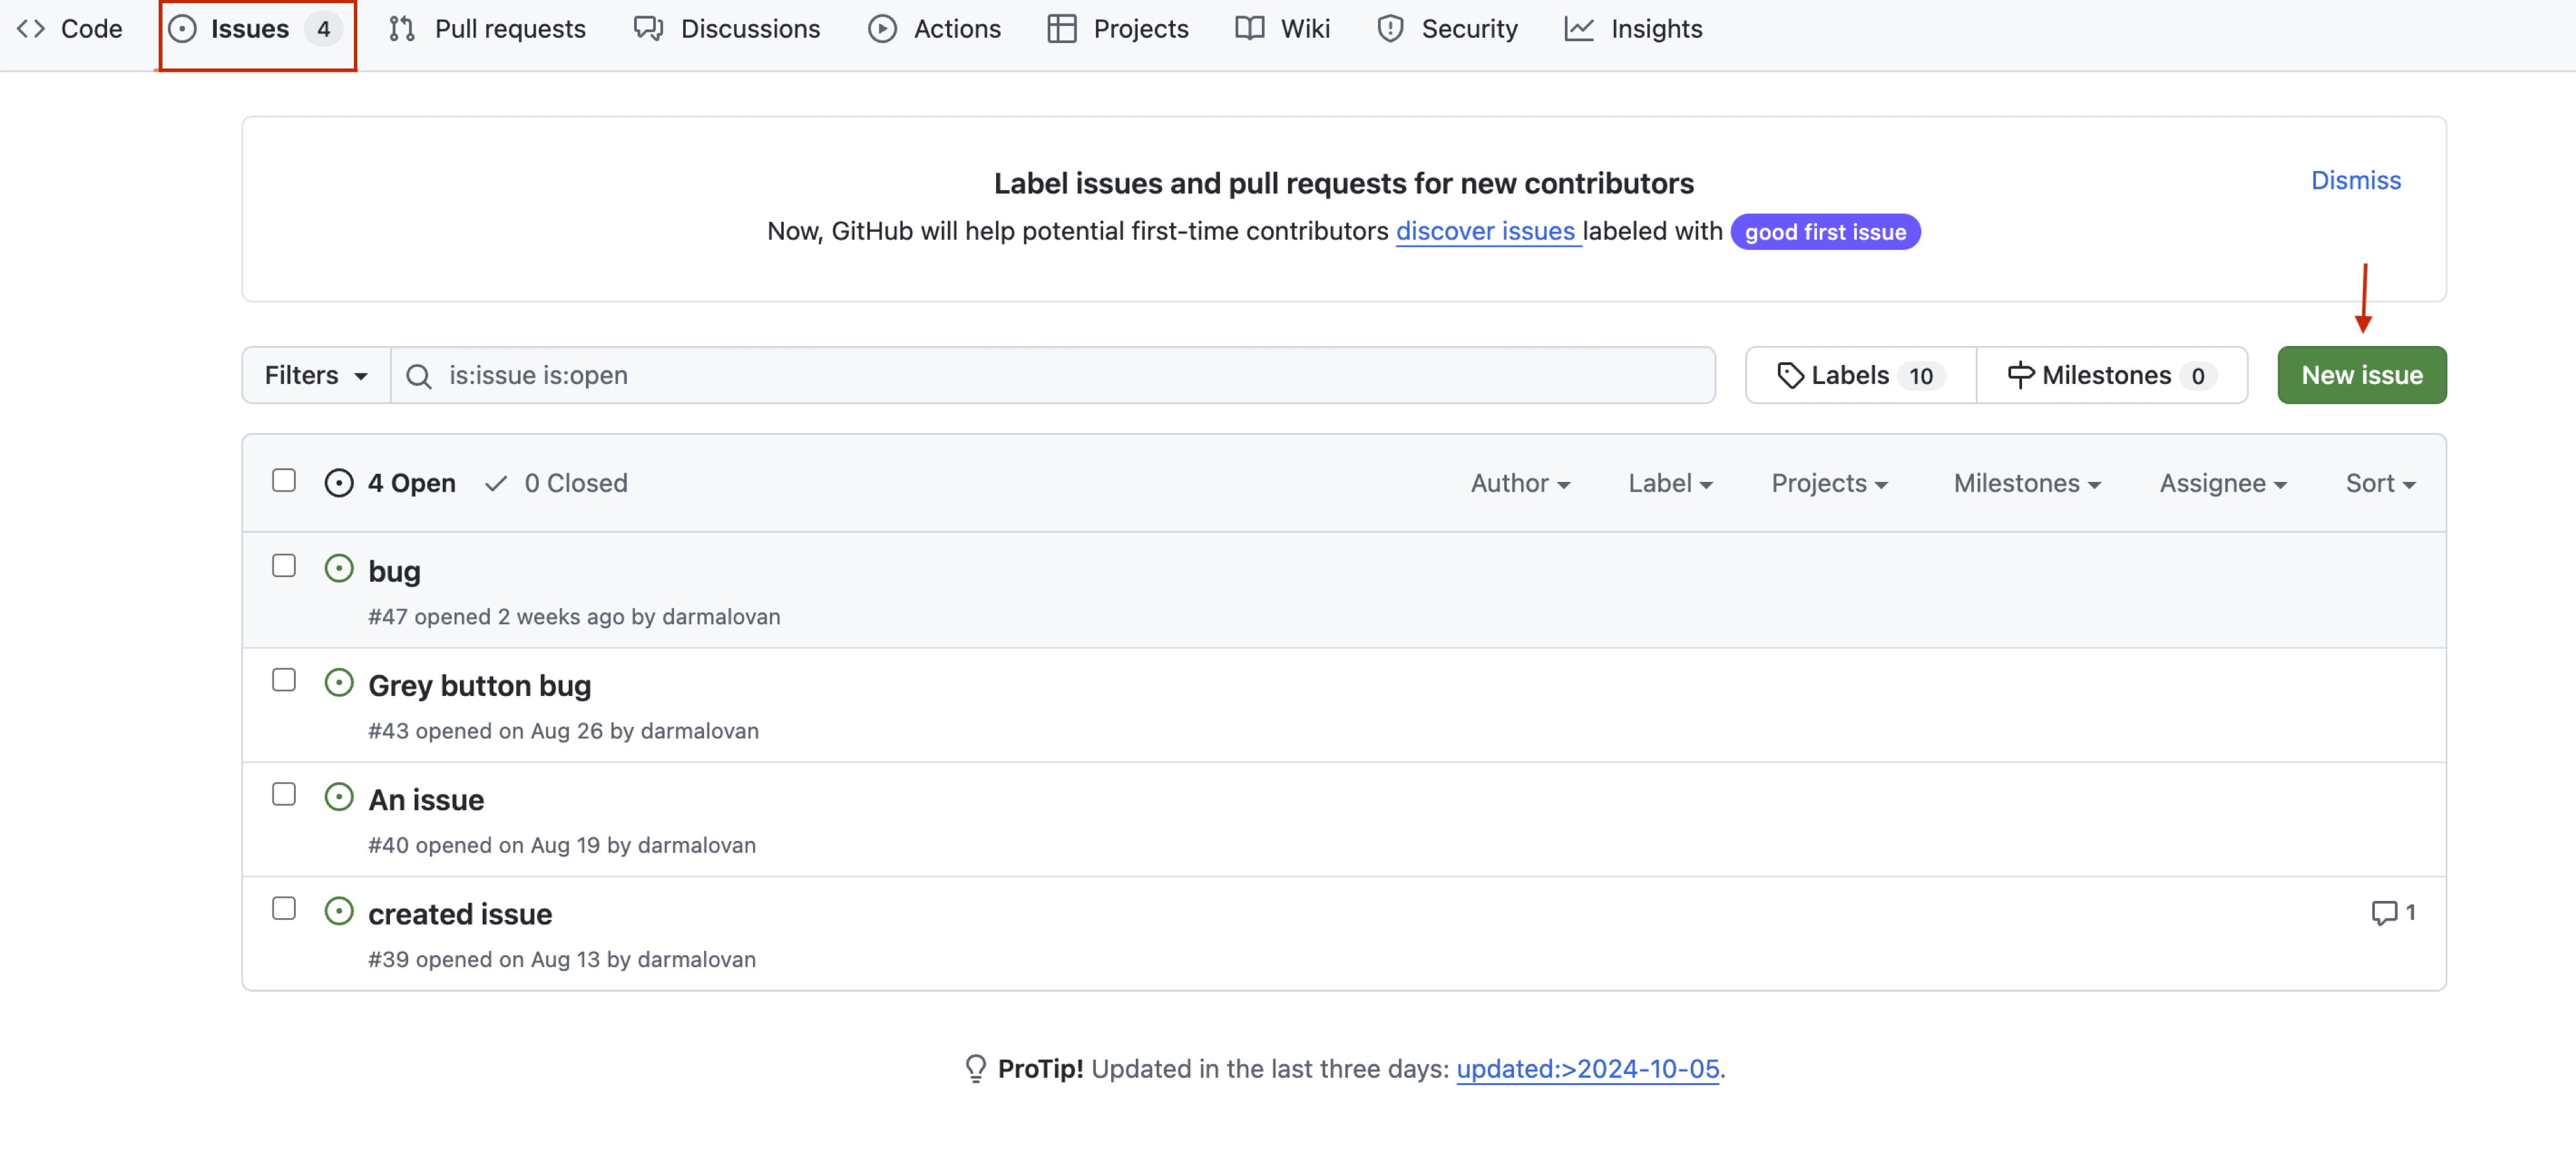 Code Issues 4 Pull requests Discussions Actions Projects Wiki Security Insights
Label issues and pull requests for new contributors
Dismiss
Now, GitHub will help potential first-time contributors discover issues labeled with good first issue
Filters is:issue is:open Labels 10 Milestones 0 New issue
4 Open 0 Closed Author Label Projects Milestones Assignee Sort
bug
#47 opened 2 weeks ago by darmalovan
Grey button bug
#43 opened on Aug 26 by darmalovan
An issue
#40 opened on Aug 19 by darmalovan
created issue 1
#39 opened on Aug 13 by darmalovan
ProTip! Updated in the last three days: updated:>2024-10-05.